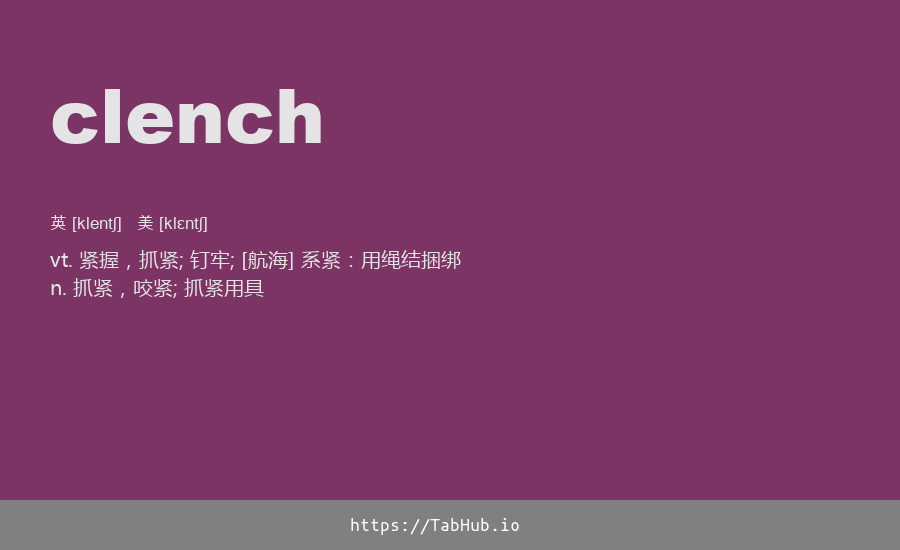 clench
英 [klentʃ] 美 [klɛntʃ]
vt. 紧握，抓紧; 钉牢; [航海] 系紧：用绳结捆绑
n. 抓紧，咬紧; 抓紧用具
https://TabHub.io